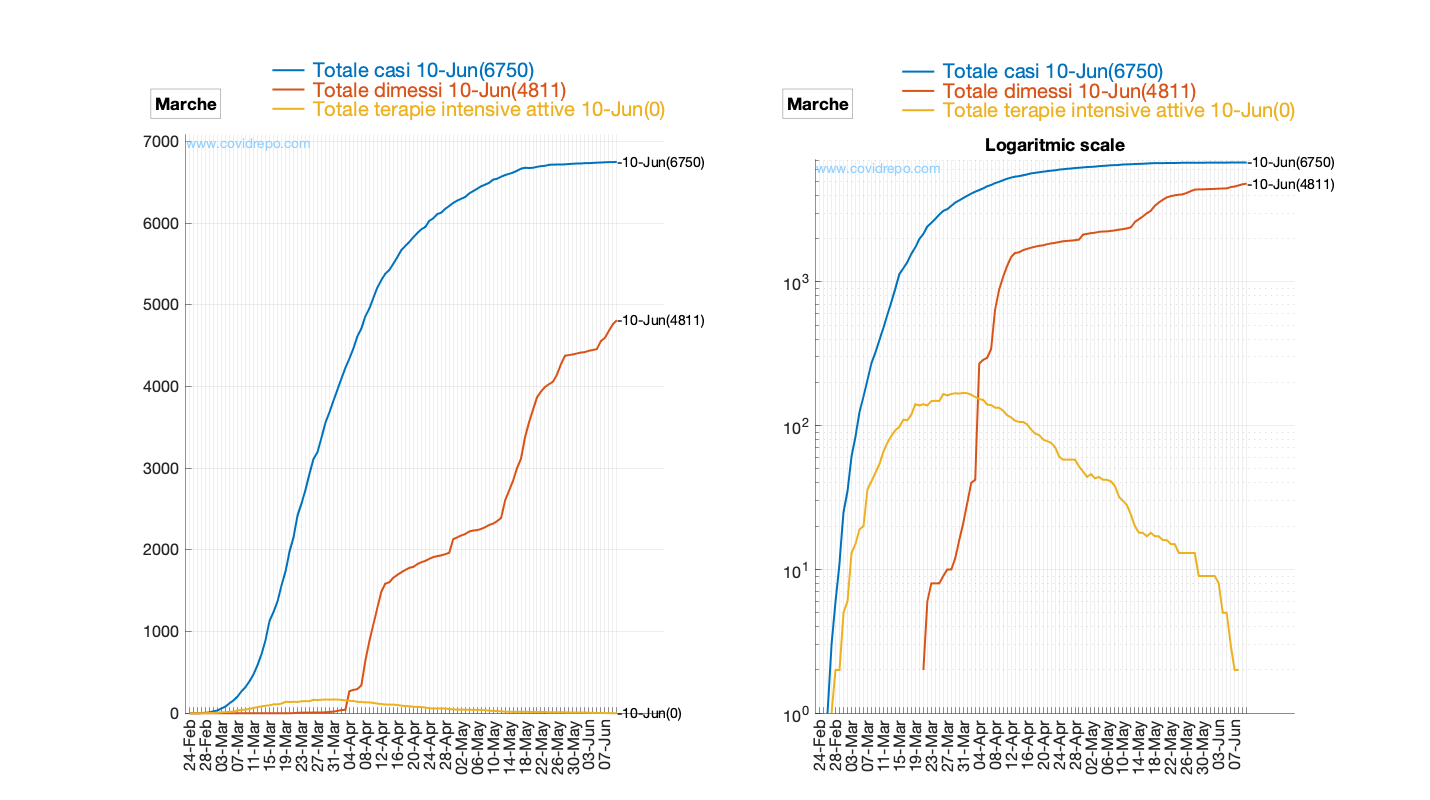 Totale casi 10-Jun(6750)
Totale dimessi 10-Jun(4811)
Totale terapie intensive attive 10-Jun(0)
Marche
www.covidrepo.com
7000
6000
5000
4000
3000
2000
1000
0
-10-Jun(6750)
-10-Jun(4811)
-10-Jun(0)
24-Feb
28-Feb
03-Mar
07-Mar
11-Mar
15-Mar
19-Mar
23-Mar
27-Mar
31-Mar
04-Apr
08-Apr
12-Apr
16-Apr
20-Apr
24-Apr
28-Apr
02-May
06-May
10-May
14-May
18-May
22-May
26-May
30-May
03-Jun
07-Jun
Totale casi 10-Jun(6750)
Totale dimessi 10-Jun(4811)
Totale terapie intensive attive 10-Jun(0)
Marche
Logaritmic scale
www.covidrepo.com
10³
10²
10¹
10⁰
-10-Jun(6750)
-10-Jun(4811)
24-Feb
28-Feb
03-Mar
07-Mar
11-Mar
15-Mar
19-Mar
23-Mar
27-Mar
31-Mar
04-Apr
08-Apr
12-Apr
16-Apr
20-Apr
24-Apr
28-Apr
02-May
06-May
10-May
14-May
18-May
22-May
26-May
30-May
03-Jun
07-Jun